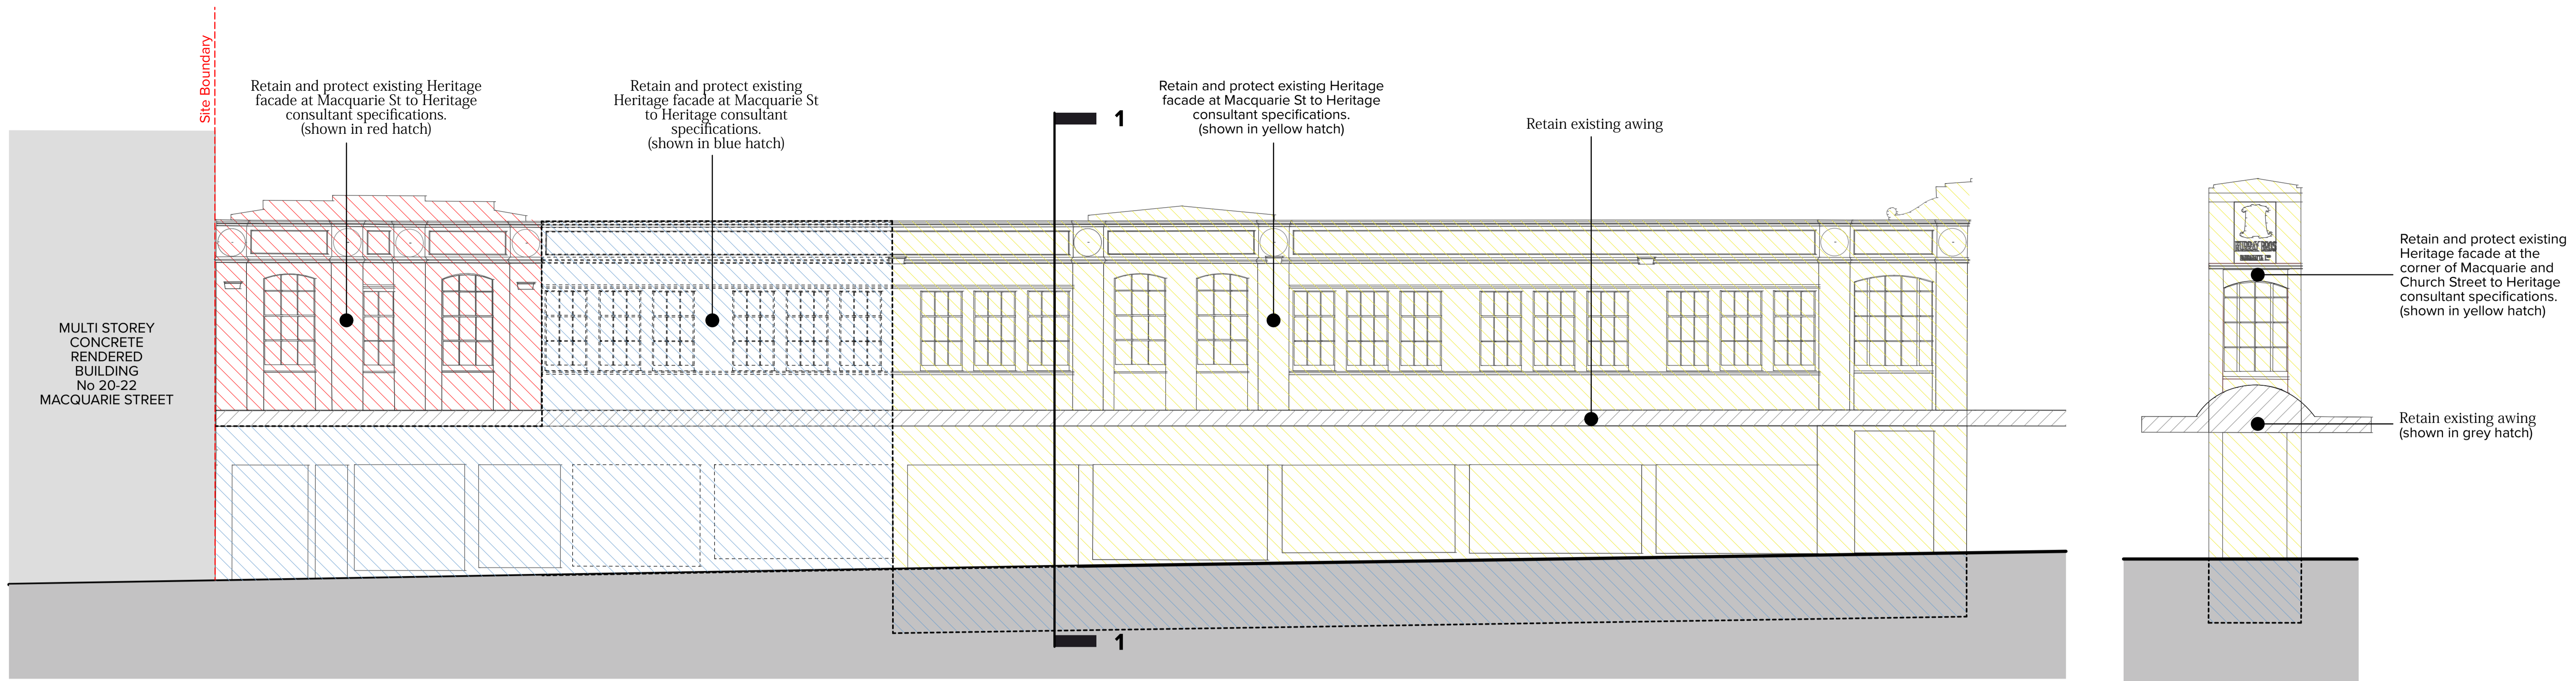 Site Boundary
Retain and protect existing Heritage
facade at Macquarie St to Heritage
consultant specifications.
(shown in red hatch)
Retain and protect existing
Heritage facade at Macquarie St
to Heritage consultant
specifications.
(shown in blue hatch)
Retain and protect existing Heritage
facade at Macquarie St to Heritage
consultant specifications.
(shown in yellow hatch)
1
Retain existing awing
MULTI STOREY
CONCRETE
RENDERED
BUILDING
No 20-22
MACQUARIE STREET
1
MURRAY BROS
PARRAMATTA LTD
Retain and protect existing
Heritage facade at the
corner of Macquarie and
Church Street to Heritage
consultant specifications.
(shown in yellow hatch)
Retain existing awing
(shown in grey hatch)